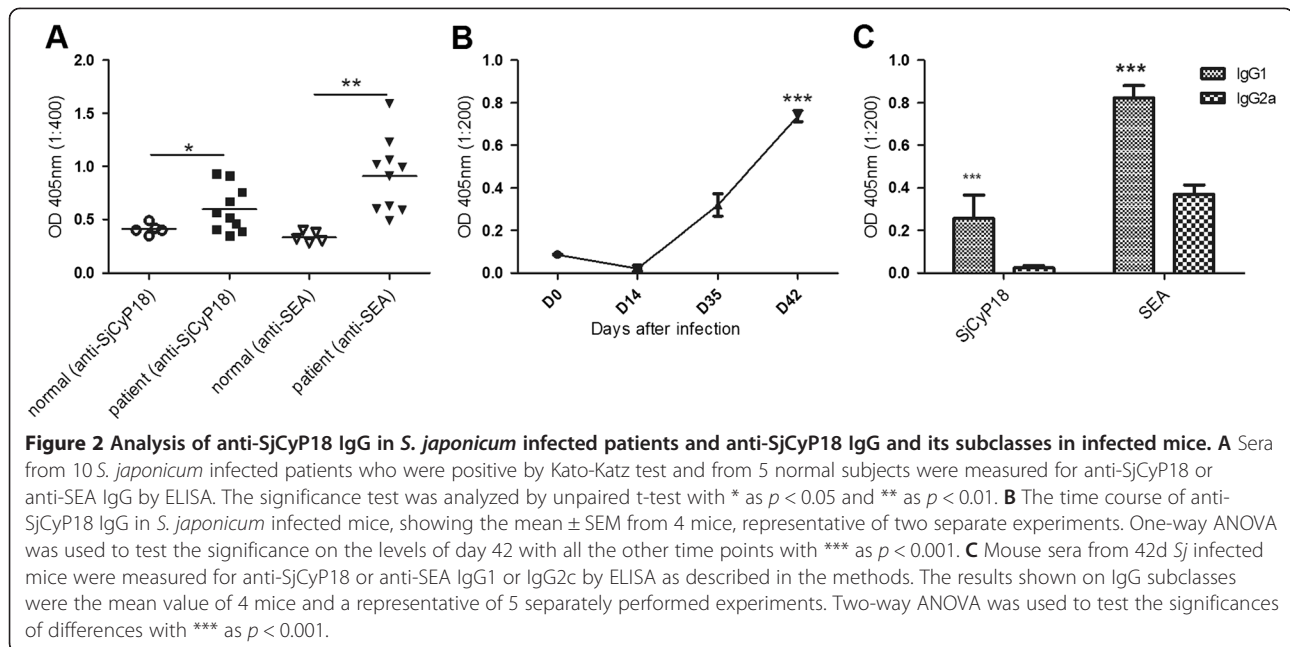 A
B
C
2.0
1.5
1.0
0.5
0.0
OD 405nm (1:400)
*
**
normal (anti-SjCyP18)
patient (anti-SjCyP18)
normal (anti-SEA)
patient (anti-SEA)
1.0
0.8
0.6
0.4
0.2
0.0
OD 405nm (1:200)
***
D0
D14
D35
D42
Days after infection
1.0
0.8
0.6
0.4
0.2
0.0
OD 405nm (1:200)
***
***
IgG1
IgG2a
SjCyP18
SEA
Figure 2 Analysis of anti-SjCyP18 IgG in S. japonicum infected patients and anti-SjCyP18 IgG and its subclasses in infected mice. A Sera
from 10 S. japonicum infected patients who were positive by Kato-Katz test and from 5 normal subjects were measured for anti-SjCyP18 or
anti-SEA IgG by ELISA. The significance test was analyzed by unpaired t-test with * as p < 0.05 and ** as p < 0.01. B The time course of anti-
SjCyP18 IgG in S. japonicum infected mice, showing the mean ± SEM from 4 mice, representative of two separate experiments. One-way ANOVA
was used to test the significance on the levels of day 42 with all the other time points with *** as p < 0.001. C Mouse sera from 42d Sj infected
mice were measured for anti-SjCyP18 or anti-SEA IgG1 or IgG2c by ELISA as described in the methods. The results shown on IgG subclasses
were the mean value of 4 mice and a representative of 5 separately performed experiments. Two-way ANOVA was used to test the significances
of differences with *** as p < 0.001.